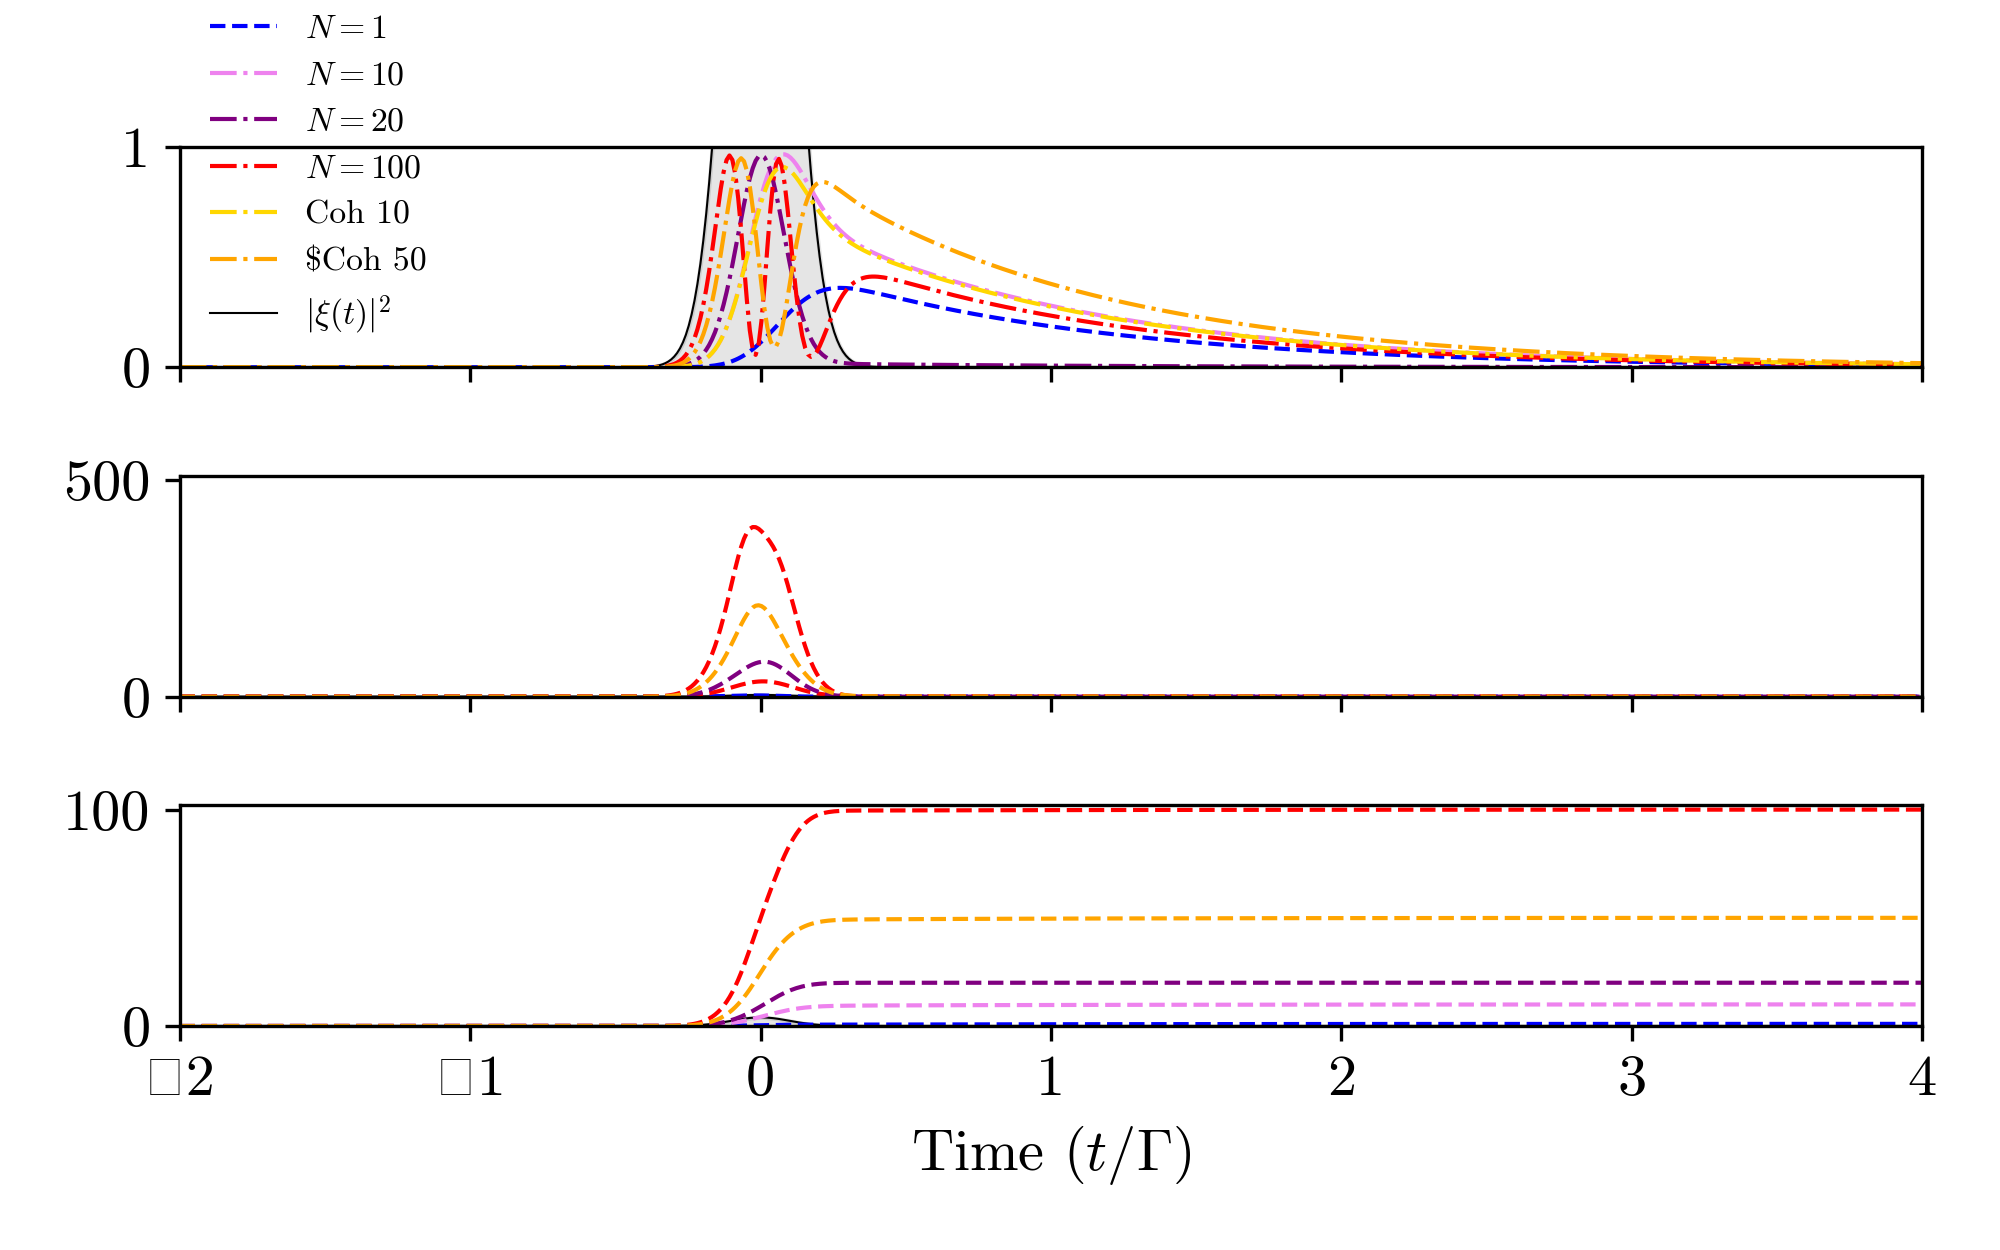 N = 1
N = 10
N = 20
N = 100
Coh 10
$Coh 50
|ξ(t)|²
1
0
500
0
100
0
□2 □1 0 1 2 3 4
Time (t/Γ)